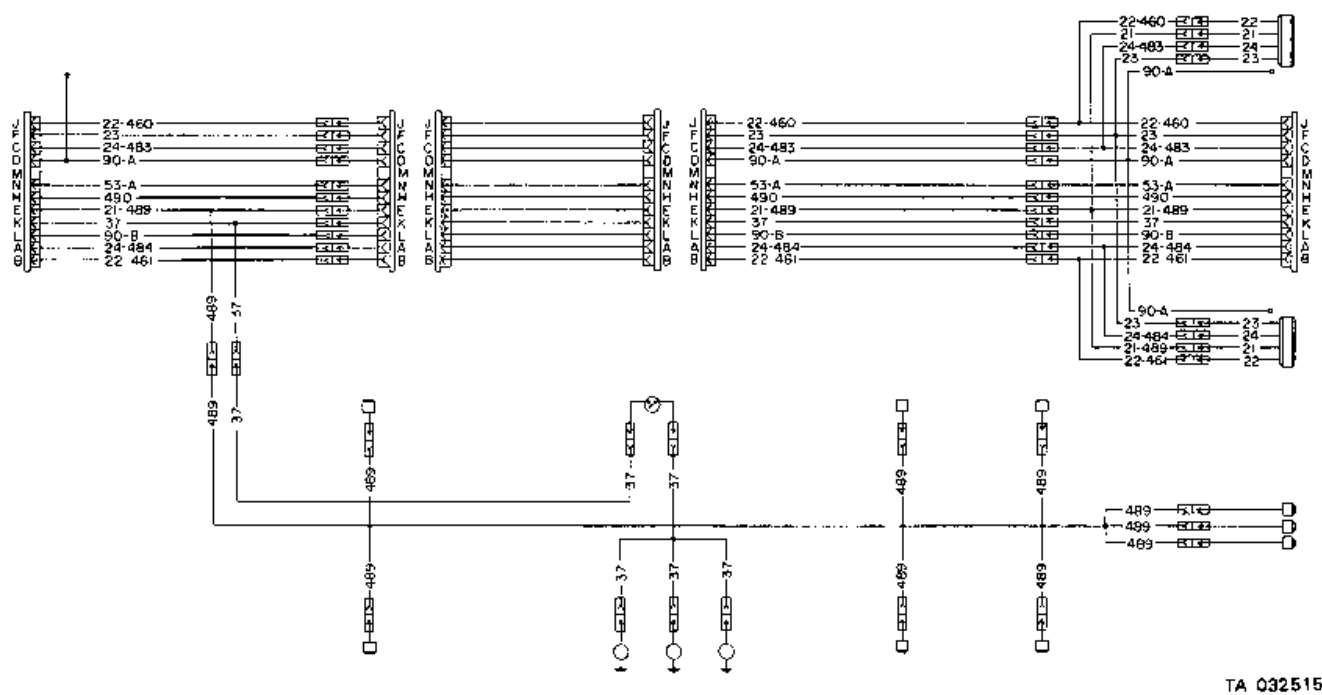 22-460 22
21 21
24-483 24
23 23
90-A
J 22-460 J J J J 22-460 22-460 J
F 23 F F F F 23 23 F
C 24-483 C C C C 24-483 24-483 C
D 90-A D D D D 90-A 90-A D
M M M M M M
N 53-A N N N N 53-A 53-A N
H 490 H H H H 490 490 H
E 21-489 E E E E 21-489 21-489 E
K 37 K K K K 37 37 K
L 90-B L L L L 90-B 90-B L
A 24-484 A A A A 24-484 24-484 A
B 22-461 B B B B 22-461 22-461 B
90-A
489 37
23 23
24-484 24
21-489 21
22-461 22
489 37
489 37 37 489 489
489
489
489
489 37 37 37 489 489
TA 032515